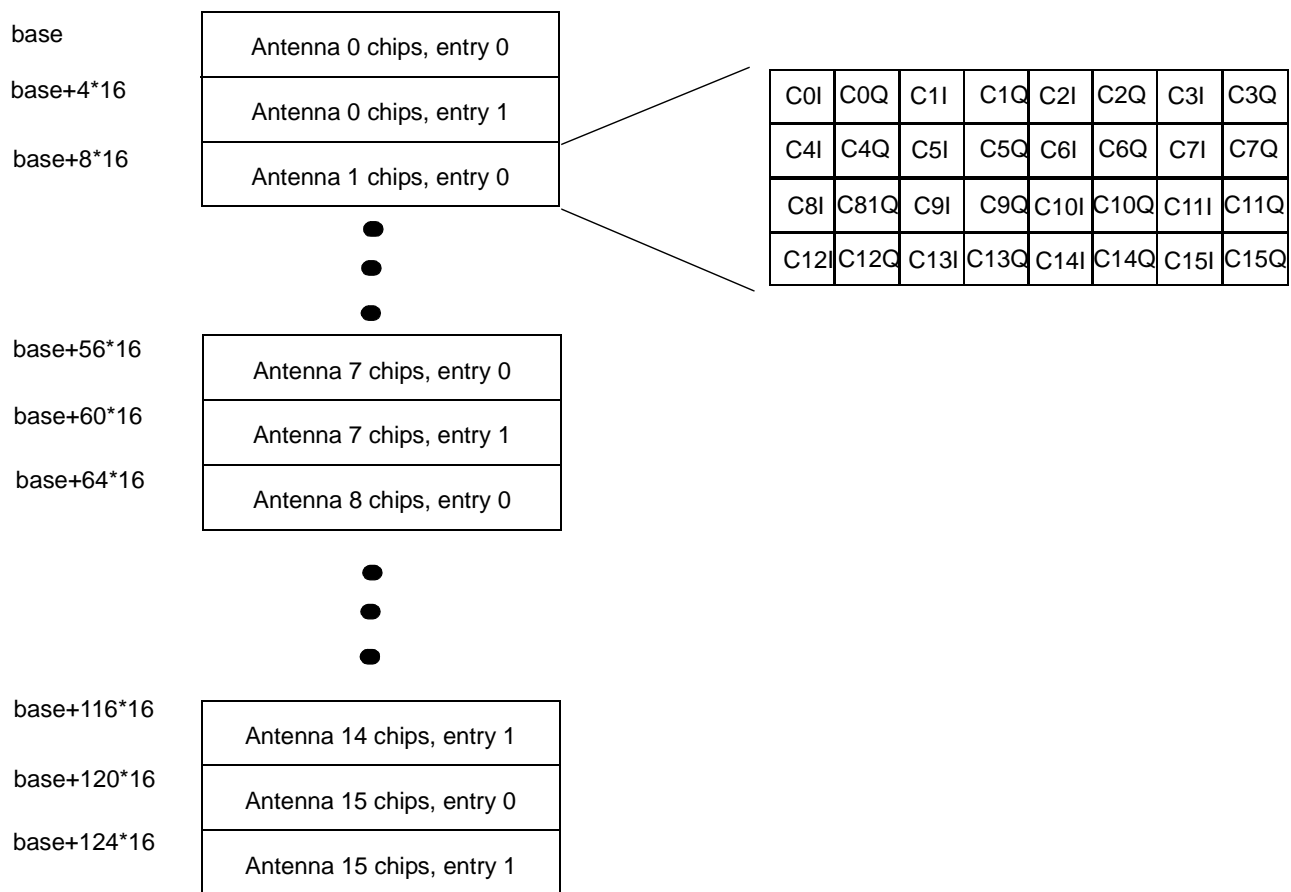 base
Antenna 0 chips, entry 0
base+4*16
Antenna 0 chips, entry 1
base+8*16
Antenna 1 chips, entry 0
C0I C0Q C1I C1Q C2I C2Q C3I C3Q
C4I C4Q C5I C5Q C6I C6Q C7I C7Q
C8I C81Q C9I C9Q C10I C10Q C11I C11Q
C12I C12Q C13I C13Q C14I C14Q C15I C15Q
base+56*16
Antenna 7 chips, entry 0
base+60*16
Antenna 7 chips, entry 1
base+64*16
Antenna 8 chips, entry 0
base+116*16
Antenna 14 chips, entry 1
base+120*16
Antenna 15 chips, entry 0
base+124*16
Antenna 15 chips, entry 1